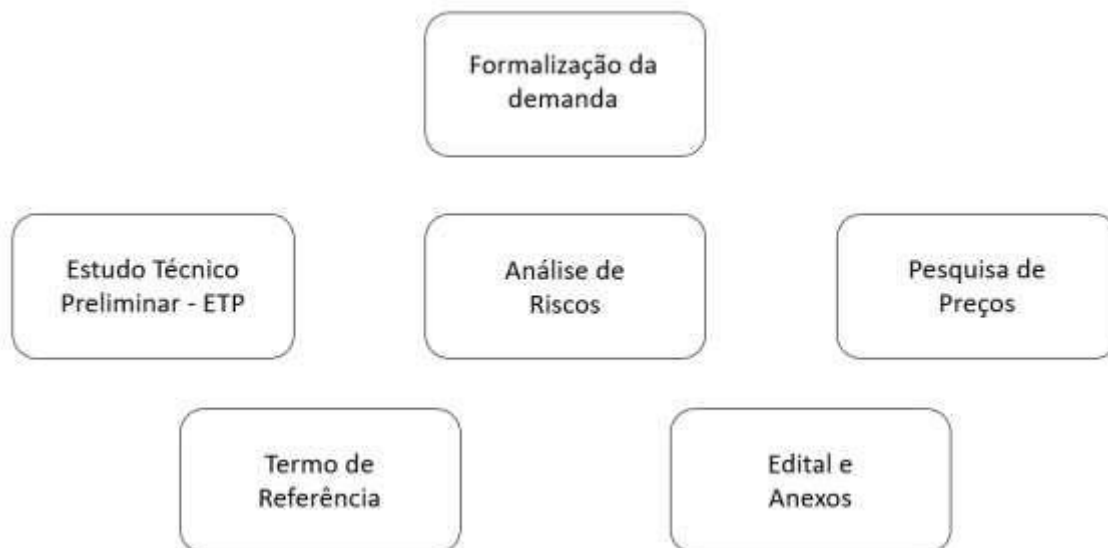 Formalização da
demanda
Estudo Técnico
Preliminar - ETP
Análise de
Riscos
Pesquisa de
Preços
Termo de
Referência
Edital e
Anexos